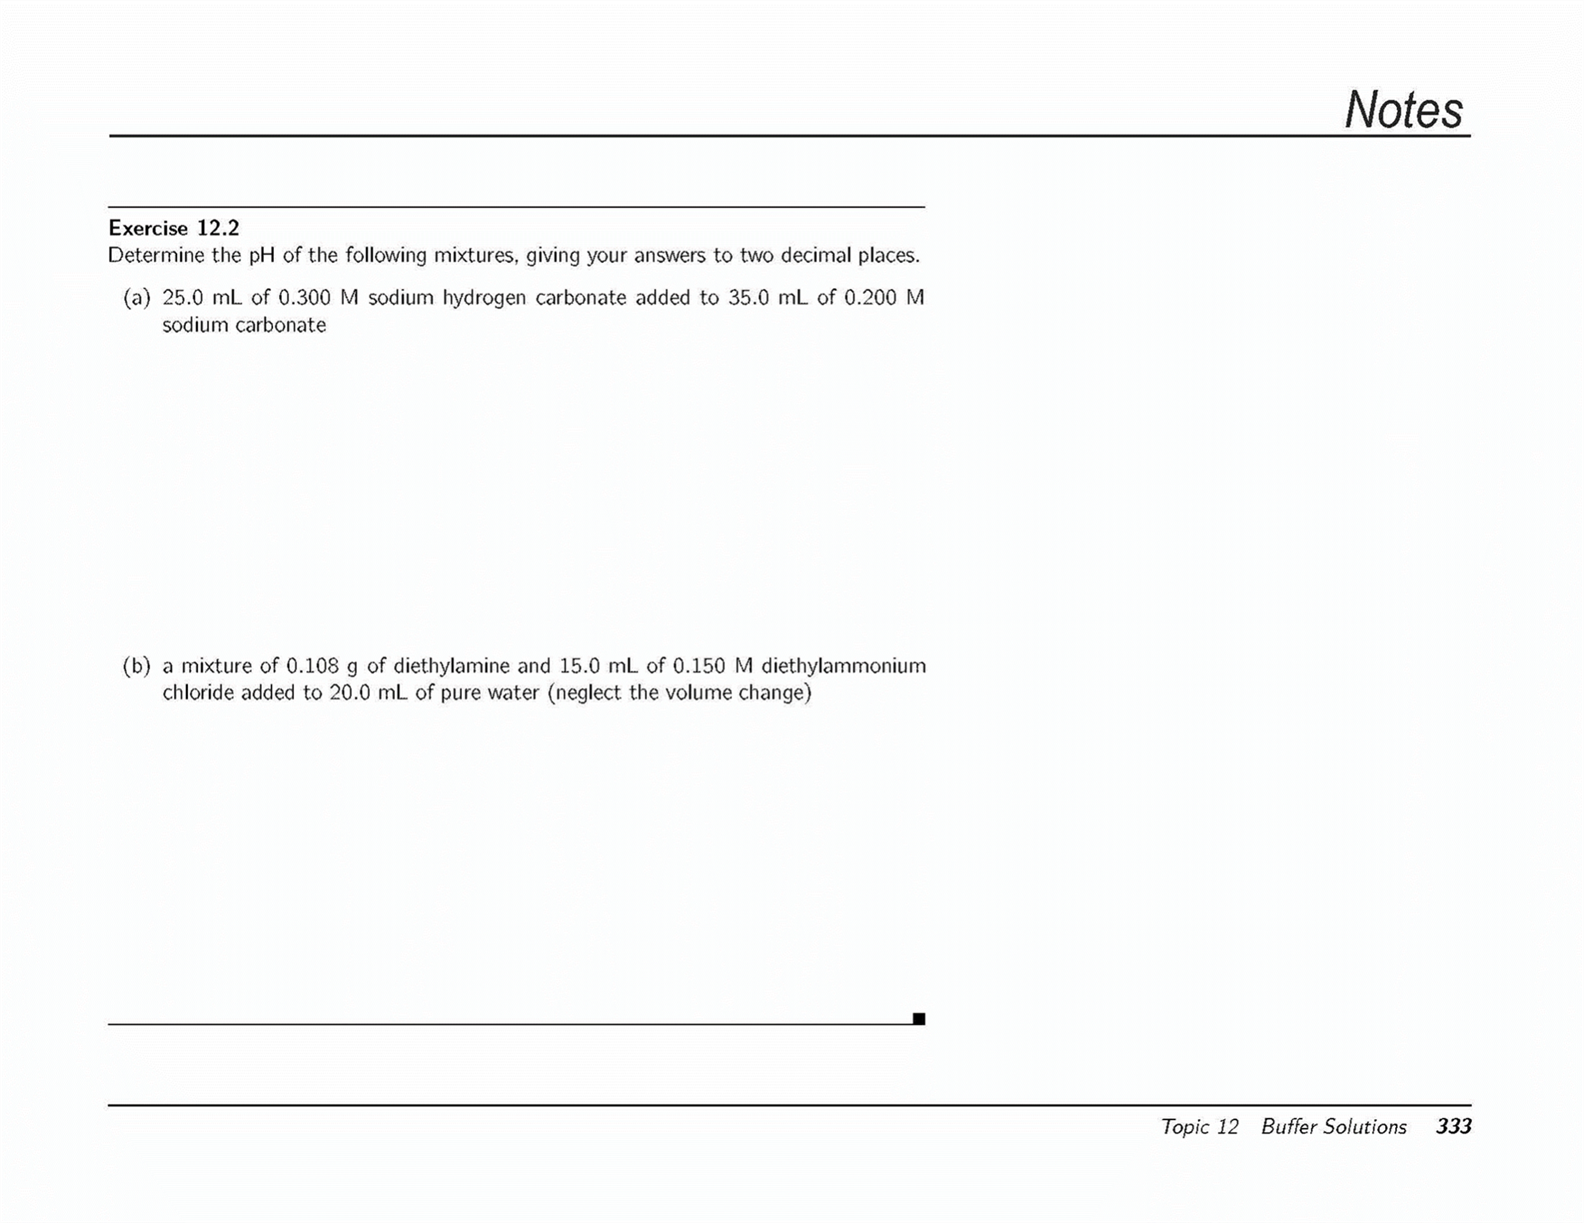 Notes
Exercise 12.2
Determine the pH of the following mixtures, giving your answers to two decimal places.
(a) 25.0 mL of 0.300 M sodium hydrogen carbonate added to 35.0 mL of 0.200 M
sodium carbonate
(b) a mixture of 0.108 g of diethylamine and 15.0 mL of 0.150 M diethylammonium
chloride added to 20.0 mL of pure water (neglect the volume change)
Topic 12 Buffer Solutions 333